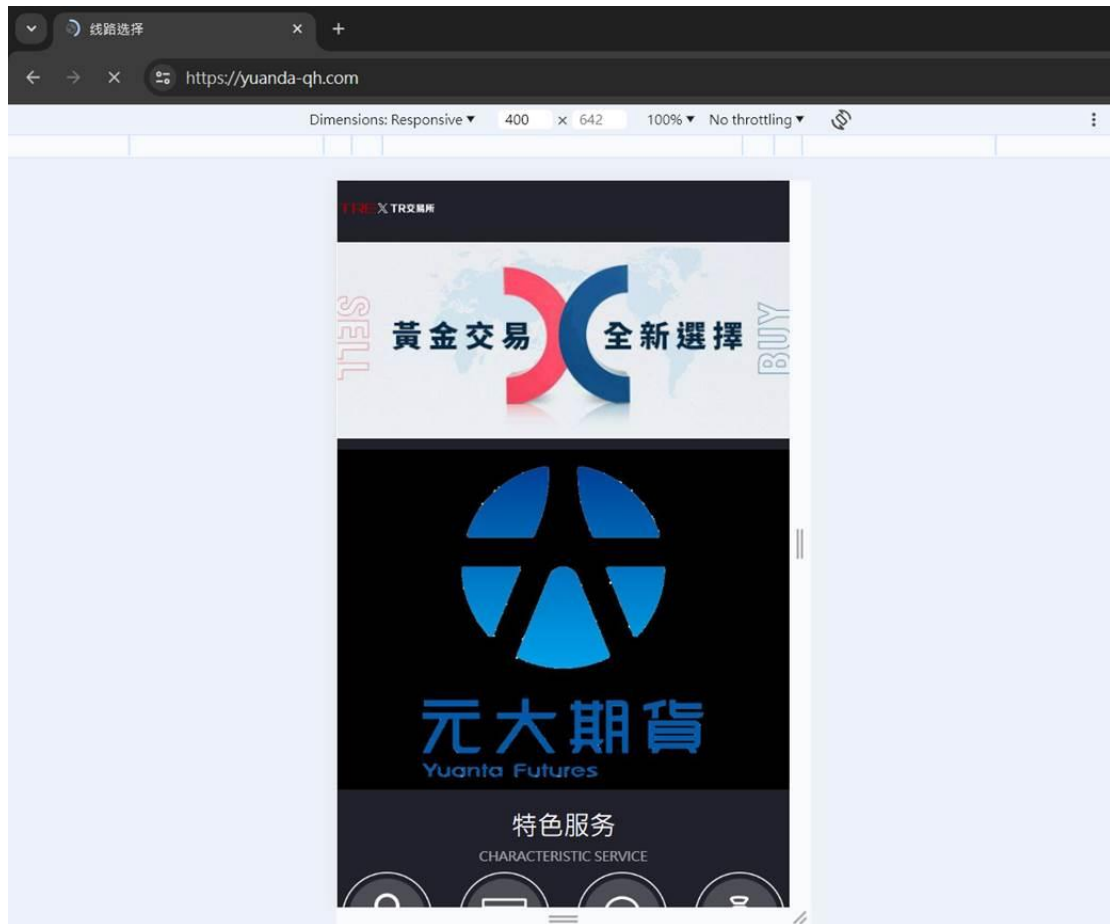 线路选择
https://yuanda-qh.com
Dimensions: Responsive 400 × 642 100% No throttling
TREX TR交易所
SELL
黃金交易 全新選擇
BUY
元大期貨
Yuanta Futures
特色服务
CHARACTERISTIC SERVICE